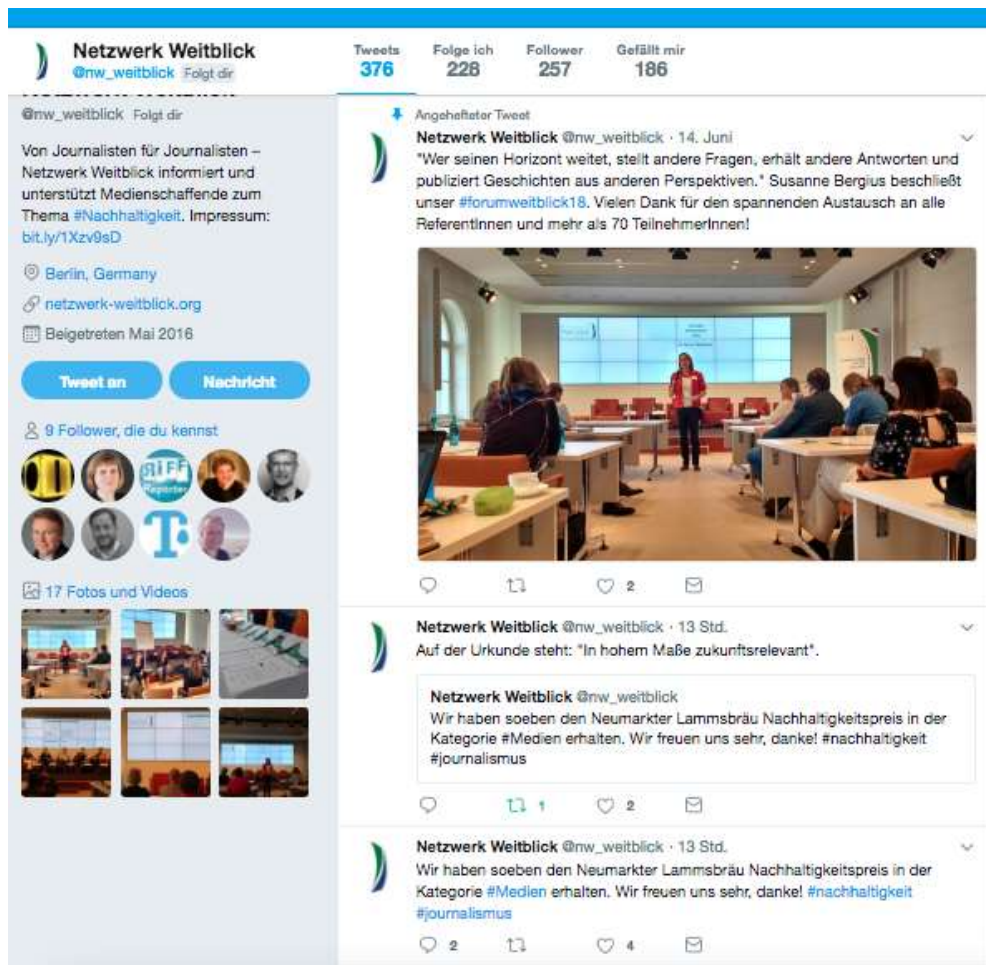 Netzwerk Weitblick
@nw_weitblick Folgt dir
Tweets Folge ich Follower Gefällt mir
376 228 257 186
@nw_weitblick Folgt dir
Von Journalisten für Journalisten –
Netzwerk Weitblick informiert und
unterstützt Medienschaffende zum
Thema #Nachhaltigkeit. Impressum:
bit.ly/1Xzv9sD
Berlin, Germany
netzwerk-weitblick.org
Beigetreten Mai 2016
Tweet an Nachricht
9 Follower, die du kennst
RiFF
Reporter
T
17 Fotos und Videos
Angehefteter Tweet
Netzwerk Weitblick @nw_weitblick · 14. Juni
"Wer seinen Horizont weitet, stellt andere Fragen, erhält andere Antworten und
publiziert Geschichten aus anderen Perspektiven." Susanne Bergius beschließt
unser #forumweitblick18. Vielen Dank für den spannenden Austausch an alle
ReferentInnen und mehr als 70 TeilnehmerInnen!
2
Netzwerk Weitblick @nw_weitblick · 13 Std.
Auf der Urkunde steht: "In hohem Maße zukunftsrelevant".
Netzwerk Weitblick @nw_weitblick
Wir haben soeben den Neumarkter Lammsbräu Nachhaltigkeitspreis in der
Kategorie #Medien erhalten. Wir freuen uns sehr, danke! #nachhaltigkeit
#journalismus
1 2
Netzwerk Weitblick @nw_weitblick · 13 Std.
Wir haben soeben den Neumarkter Lammsbräu Nachhaltigkeitspreis in der
Kategorie #Medien erhalten. Wir freuen uns sehr, danke! #nachhaltigkeit
#journalismus
2 4